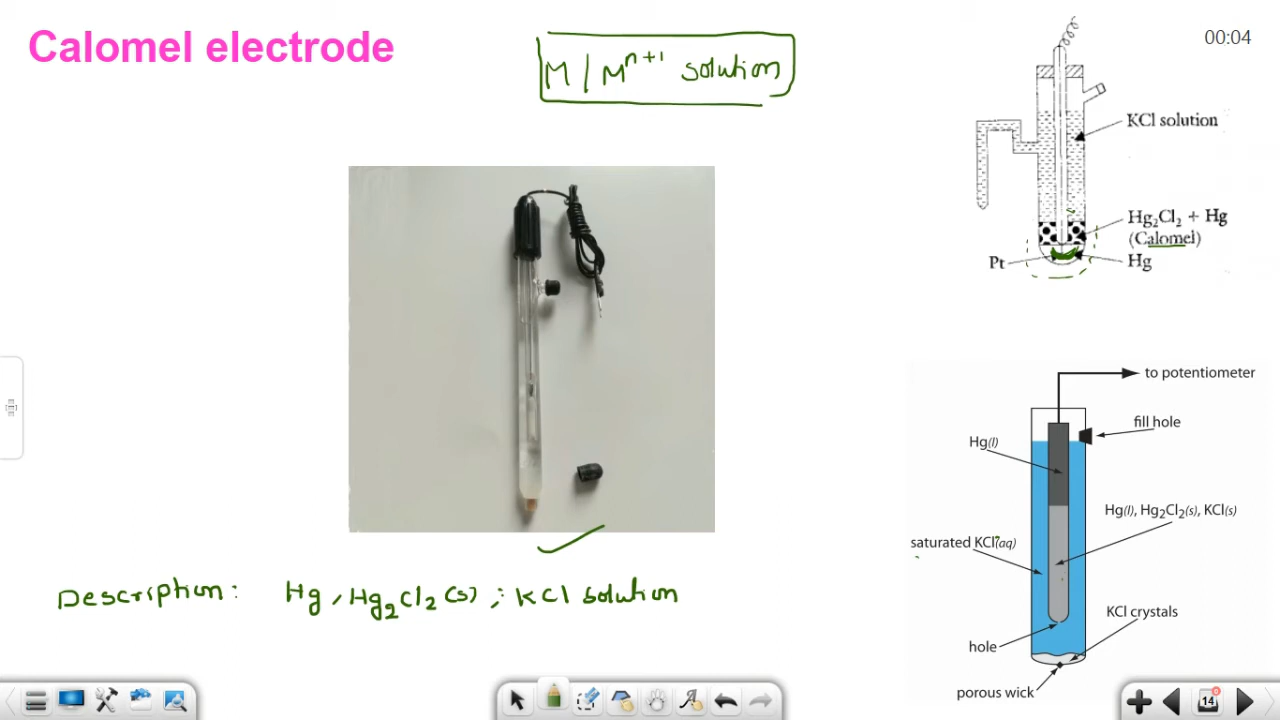 Calomel electrode
M / Mⁿ⁺¹ solution
00:04
KCl solution
Hg₂Cl₂ + Hg
(Calomel)
Pt
Hg
to potentiometer
fill hole
Hg(l)
Hg(l), Hg₂Cl₂(s), KCl(s)
saturated KCl(aq)
KCl crystals
hole
porous wick
Description: Hg, Hg₂Cl₂(s) ; KCl solution
14